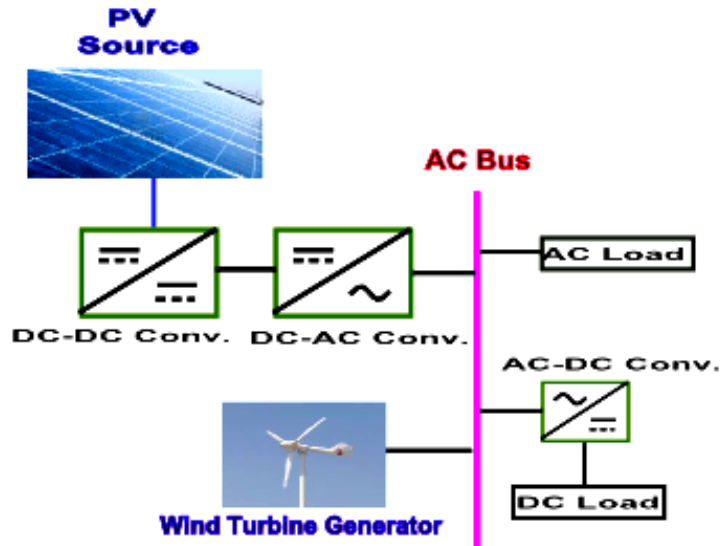 PV
Source
AC Bus
AC Load
DC-DC Conv.
DC-AC Conv.
AC-DC Conv.
DC Load
Wind Turbine Generator